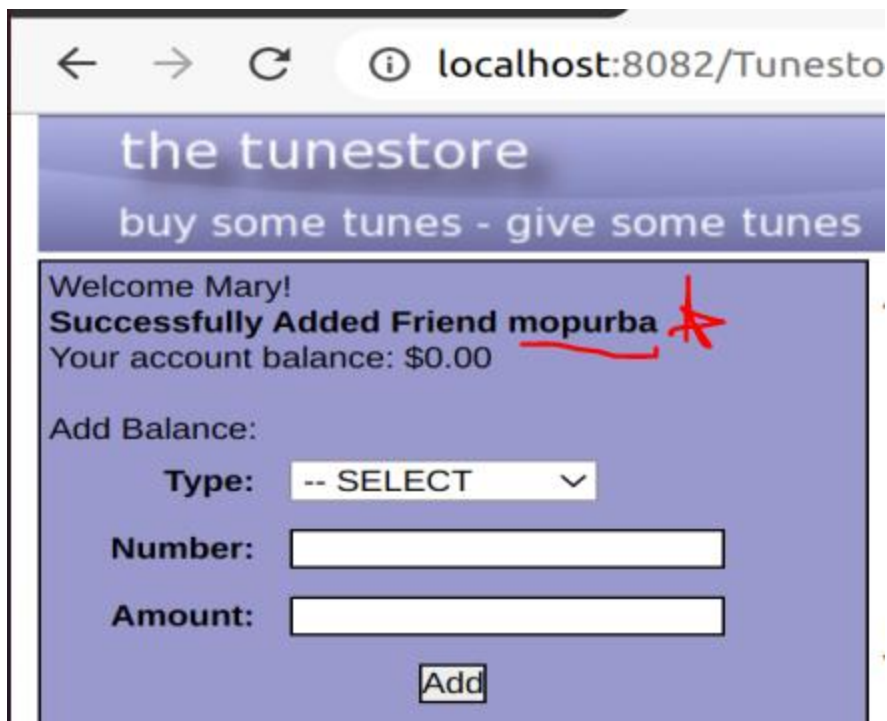 localhost:8082/Tunesto
the tunestore
buy some tunes - give some tunes
Welcome Mary!
Successfully Added Friend mopurba
Your account balance: $0.00
Add Balance:
Type: -- SELECT
Number:
Amount:
Add